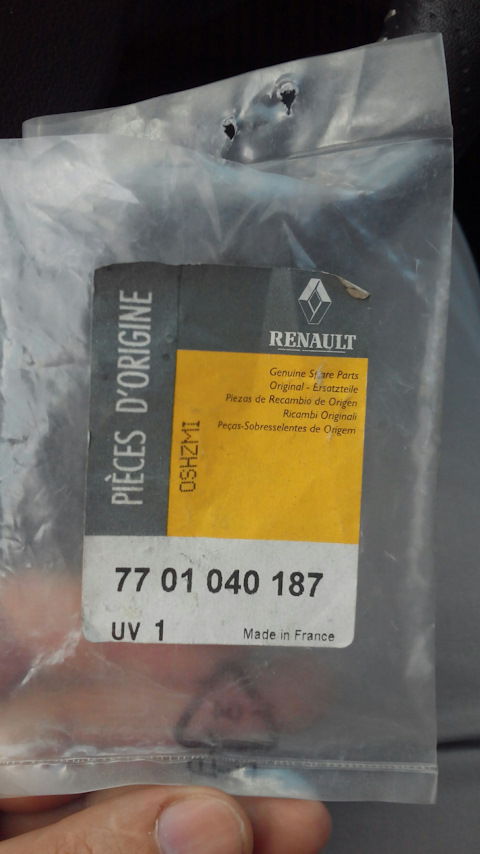 PIÈCES D'ORIGINE
RENAULT
Genuine Spare Parts
Original - Ersatzteile
Piezas de Recambio de Origen
Ricambi Originali
Peças-Sobresselentes de Origem
OSHZMI
77 01 040 187
UV 1
Made in France